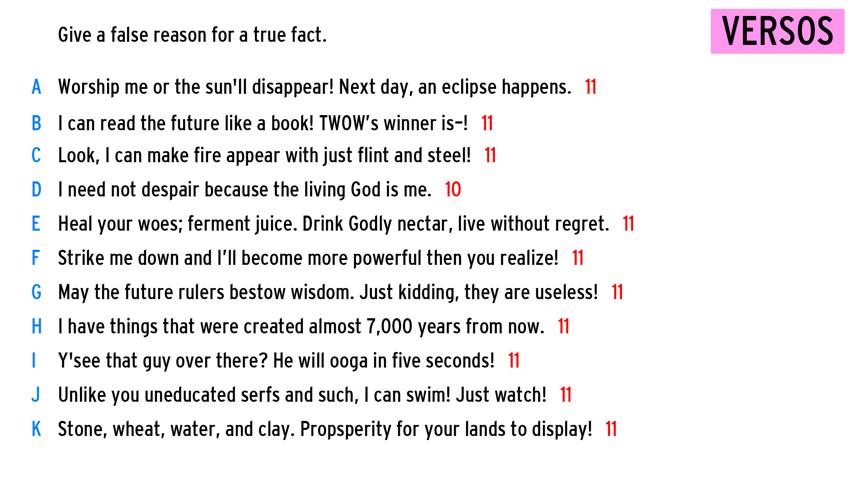 Give a false reason for a true fact.
VERSOS
A Worship me or the sun'll disappear! Next day, an eclipse happens. 11
B I can read the future like a book! TWOW's winner is-! 11
C Look, I can make fire appear with just flint and steel! 11
D I need not despair because the living God is me. 10
E Heal your woes; ferment juice. Drink Godly nectar, live without regret. 11
F Strike me down and I'll become more powerful then you realize! 11
G May the future rulers bestow wisdom. Just kidding, they are useless! 11
H I have things that were created almost 7,000 years from now. 11
I Y'see that guy over there? He will ooga in five seconds! 11
J Unlike you uneducated serfs and such, I can swim! Just watch! 11
K Stone, wheat, water, and clay. Propsperity for your lands to display! 11